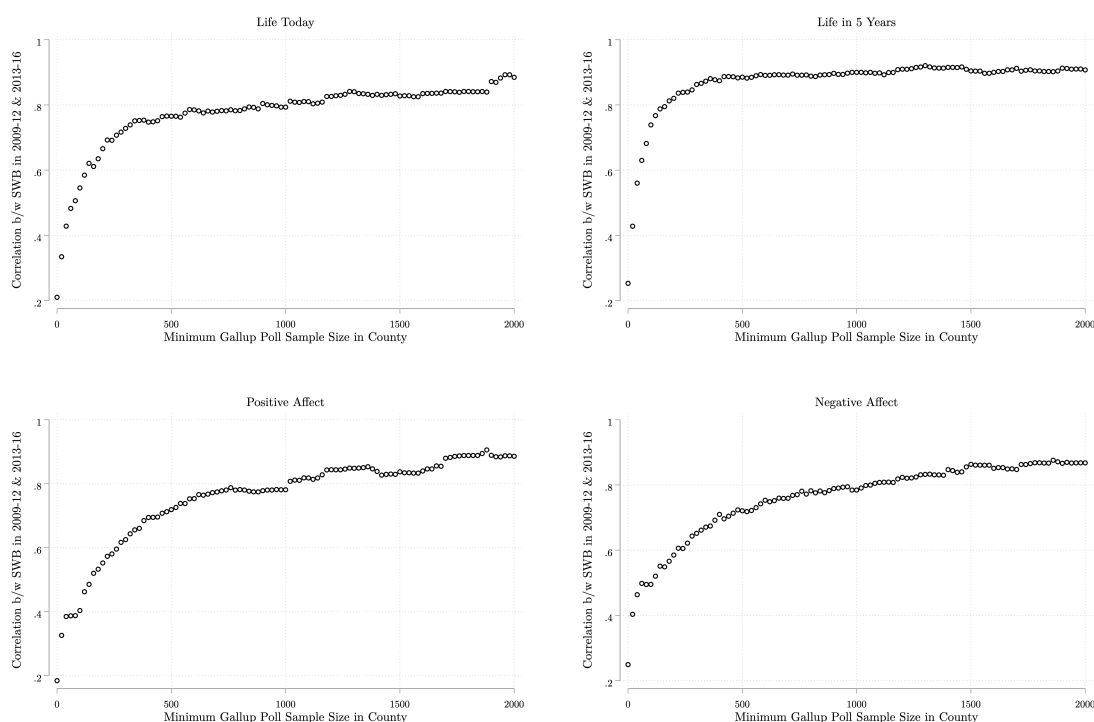 Life Today
Correlation b/w SWB in 2009-12 & 2013-16
1
.8
.6
.4
.2
0 500 1000 1500 2000
Minimum Gallup Poll Sample Size in County
Life in 5 Years
Correlation b/w SWB in 2009-12 & 2013-16
1
.8
.6
.4
.2
0 500 1000 1500 2000
Minimum Gallup Poll Sample Size in County
Positive Affect
Correlation b/w SWB in 2009-12 & 2013-16
1
.8
.6
.4
.2
0 500 1000 1500 2000
Minimum Gallup Poll Sample Size in County
Negative Affect
Correlation b/w SWB in 2009-12 & 2013-16
1
.8
.6
.4
.2
0 500 1000 1500 2000
Minimum Gallup Poll Sample Size in County